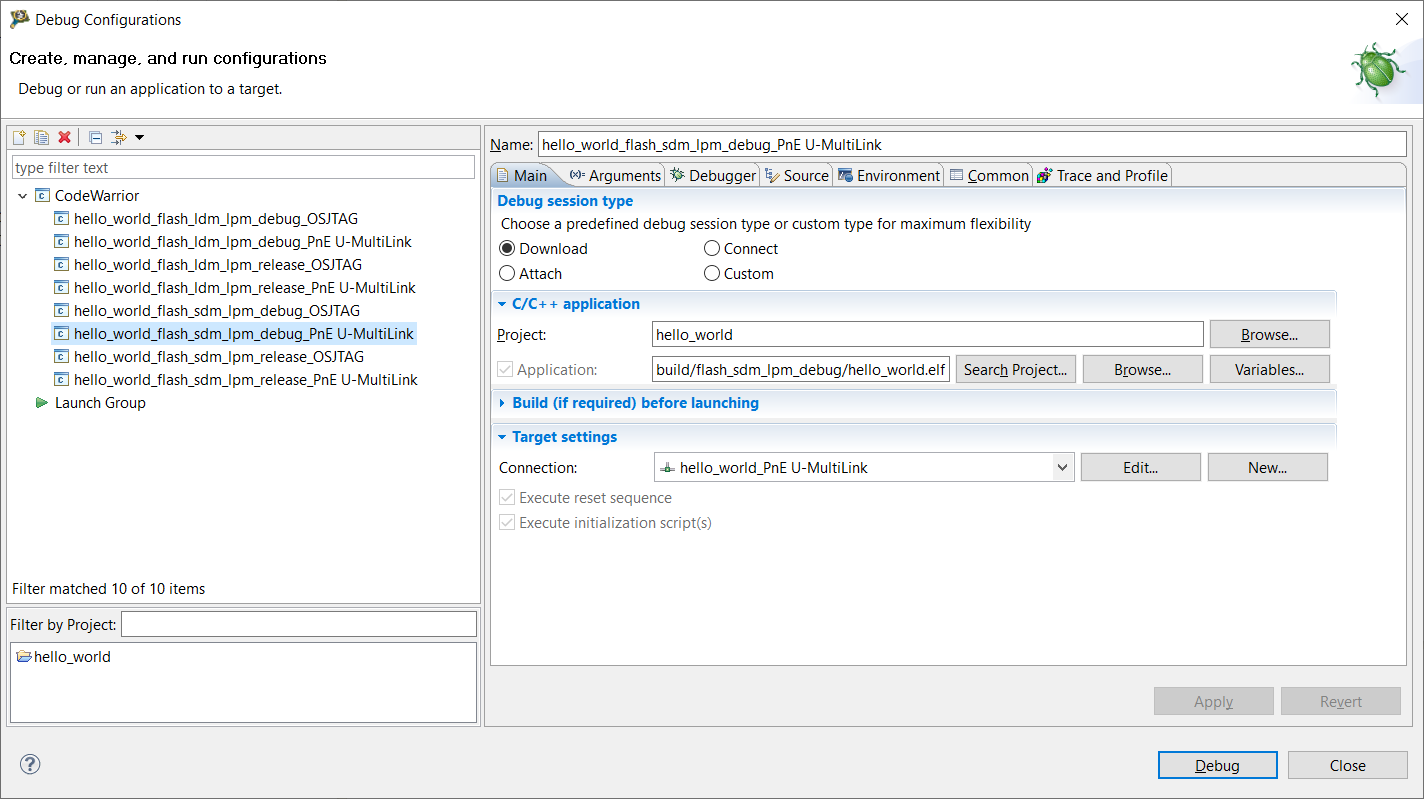 Debug Configurations
Create, manage, and run configurations
Debug or run an application to a target.
type filter text
CodeWarrior
hello_world_flash_ldm_lpm_debug_OSJTAG
hello_world_flash_ldm_lpm_debug_PnE U-MultiLink
hello_world_flash_ldm_lpm_release_OSJTAG
hello_world_flash_ldm_lpm_release_PnE U-MultiLink
hello_world_flash_sdm_lpm_debug_OSJTAG
hello_world_flash_sdm_lpm_debug_PnE U-MultiLink
hello_world_flash_sdm_lpm_release_OSJTAG
hello_world_flash_sdm_lpm_release_PnE U-MultiLink
Launch Group
Filter matched 10 of 10 items
Filter by Project:
hello_world
Name: hello_world_flash_sdm_lpm_debug_PnE U-MultiLink
Main (x)= Arguments Debugger Source Environment Common Trace and Profile
Debug session type
Choose a predefined debug session type or custom type for maximum flexibility
Download Connect
Attach Custom
C/C++ application
Project: hello_world Browse...
Application: build/flash_sdm_lpm_debug/hello_world.elf Search Project... Browse... Variables...
Build (if required) before launching
Target settings
Connection: hello_world_PnE U-MultiLink Edit... New...
Execute reset sequence
Execute initialization script(s)
Apply Revert
? Debug Close